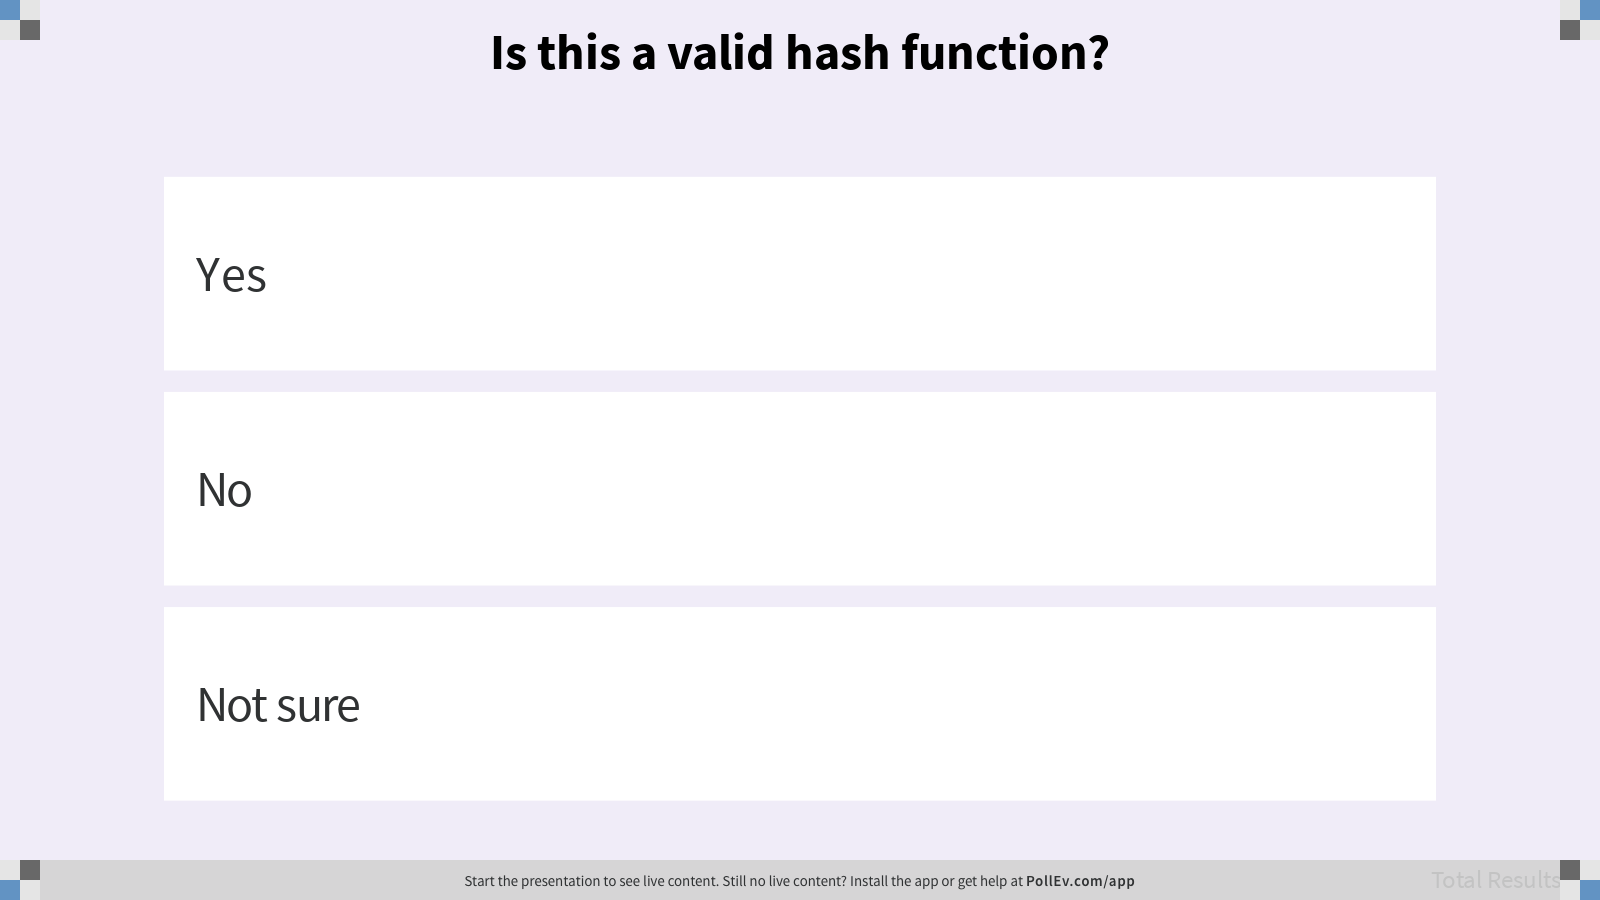 Is this a valid hash function?
Yes
No
Not sure
Start the presentation to see live content. Still no live content? Install the app or get help at PollEv.com/app
Total Results